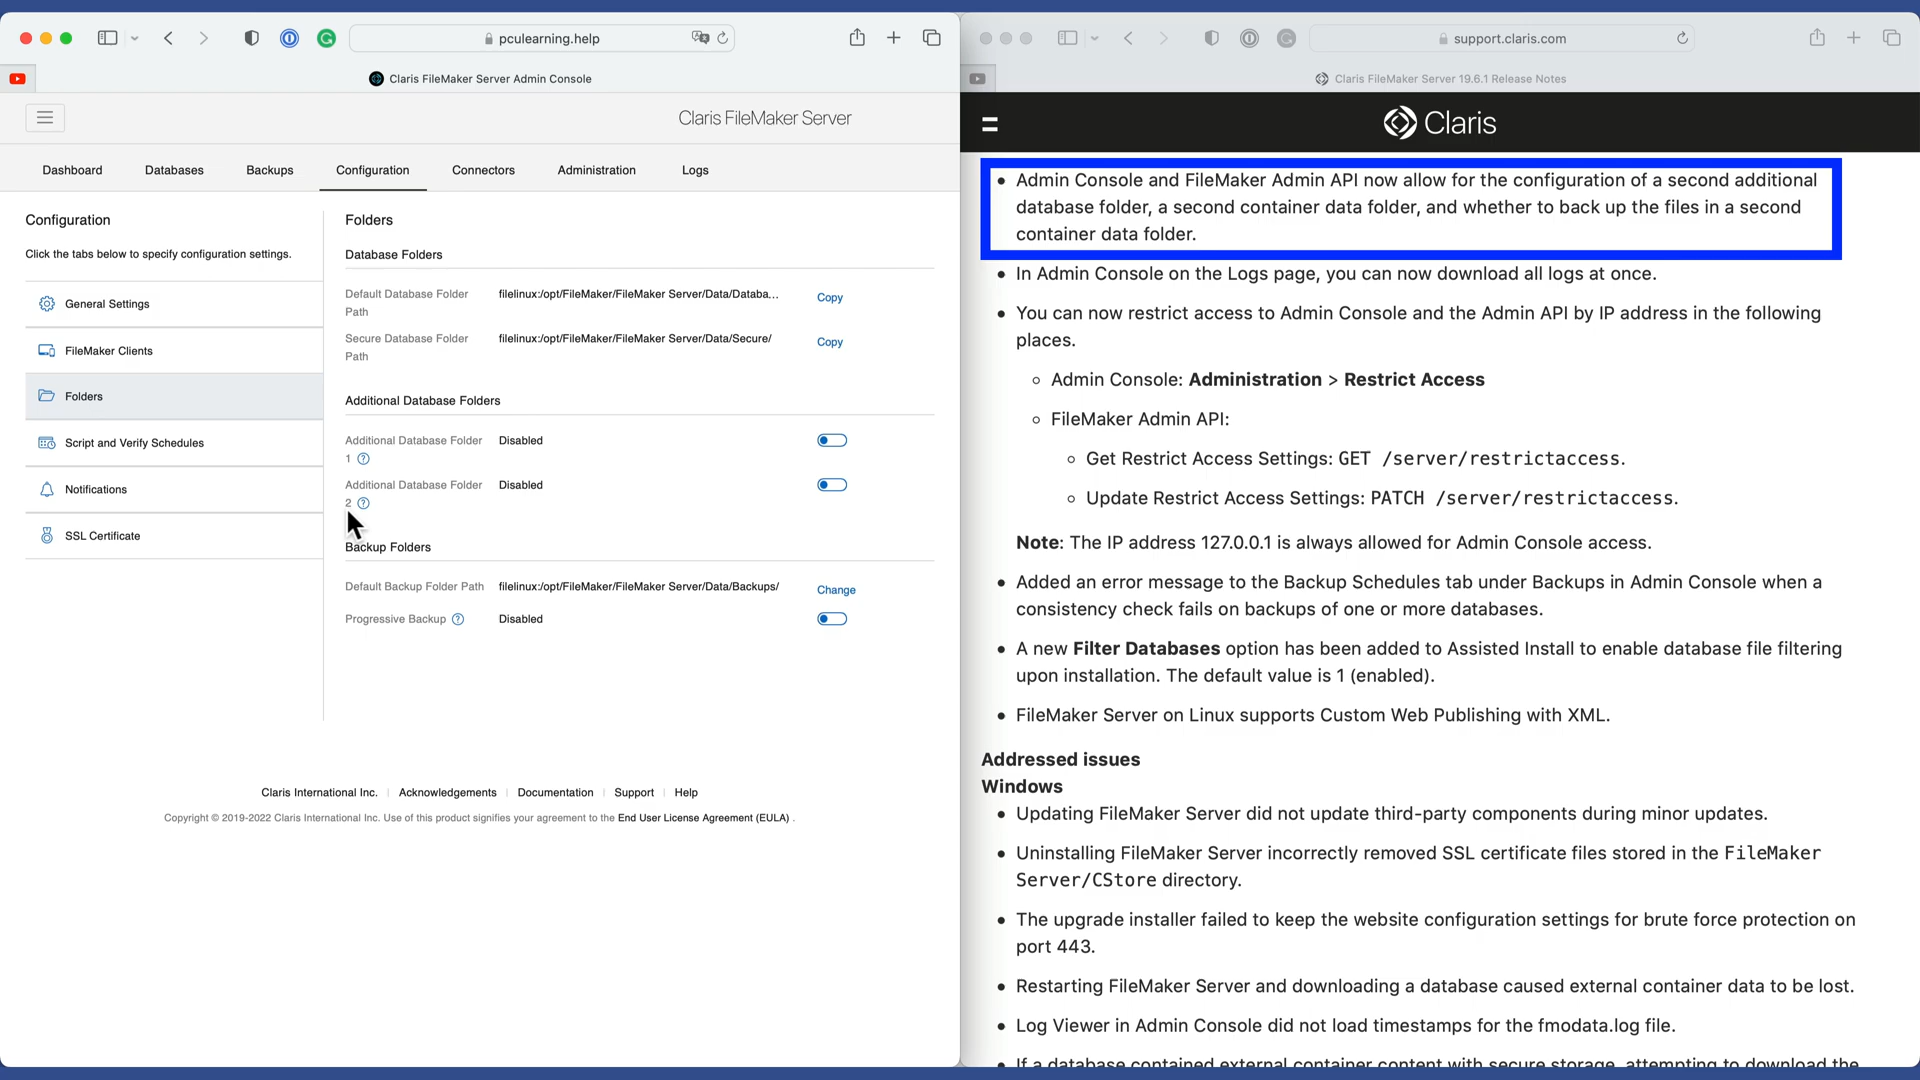 pculearning.help
Claris FileMaker Server Admin Console
Claris FileMaker Server
Dashboard
Databases
Backups
Configuration
Connectors
Administration
Logs
Configuration
Click the tabs below to specify configuration settings.
General Settings
FileMaker Clients
Folders
Script and Verify Schedules
Notifications
SSL Certificate
Folders
Database Folders
Default Database Folder
Path
filelinux:/opt/FileMaker/FileMaker Server/Data/Databa...
Copy
Secure Database Folder
Path
filelinux:/opt/FileMaker/FileMaker Server/Data/Secure/
Copy
Additional Database Folders
Additional Database Folder
1 ?
Disabled
Additional Database Folder
2 ?
Disabled
Backup Folders
Default Backup Folder Path
filelinux:/opt/FileMaker/FileMaker Server/Data/Backups/
Change
Progressive Backup ?
Disabled
Claris International Inc. | Acknowledgements | Documentation | Support | Help
Copyright © 2019-2022 Claris International Inc. Use of this product signifies your agreement to the End User License Agreement (EULA) .
support.claris.com
Claris FileMaker Server 19.6.1 Release Notes
Claris
• Admin Console and FileMaker Admin API now allow for the configuration of a second additional
database folder, a second container data folder, and whether to back up the files in a second
container data folder.
• In Admin Console on the Logs page, you can now download all logs at once.
• You can now restrict access to Admin Console and the Admin API by IP address in the following
places.
◦ Admin Console: Administration > Restrict Access
◦ FileMaker Admin API:
◦ Get Restrict Access Settings: GET /server/restrictaccess.
◦ Update Restrict Access Settings: PATCH /server/restrictaccess.
Note: The IP address 127.0.0.1 is always allowed for Admin Console access.
• Added an error message to the Backup Schedules tab under Backups in Admin Console when a
consistency check fails on backups of one or more databases.
• A new Filter Databases option has been added to Assisted Install to enable database file filtering
upon installation. The default value is 1 (enabled).
• FileMaker Server on Linux supports Custom Web Publishing with XML.
Addressed issues
Windows
• Updating FileMaker Server did not update third-party components during minor updates.
• Uninstalling FileMaker Server incorrectly removed SSL certificate files stored in the FileMaker
Server/CStore directory.
• The upgrade installer failed to keep the website configuration settings for brute force protection on
port 443.
• Restarting FileMaker Server and downloading a database caused external container data to be lost.
• Log Viewer in Admin Console did not load timestamps for the fmodata.log file.
• If a database contained external container content with secure storage, attempting to download the